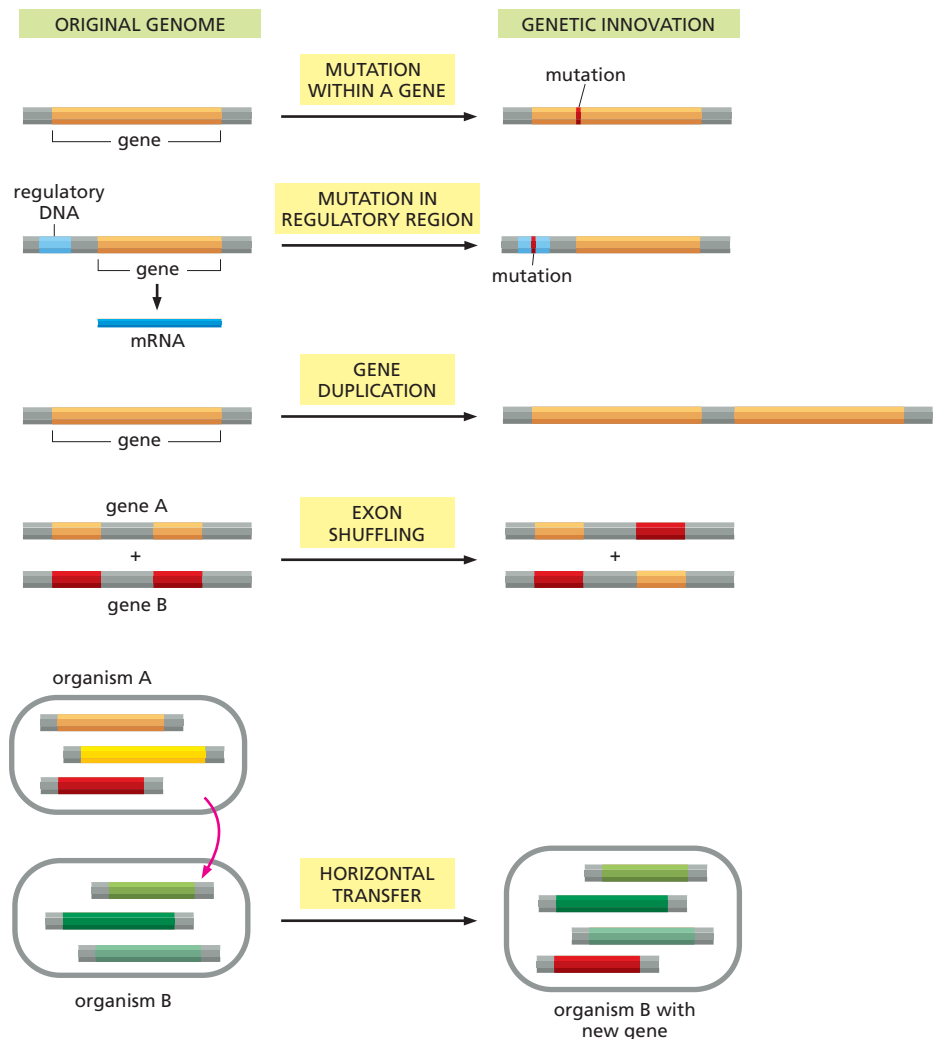 ORIGINAL GENOME
GENETIC INNOVATION
MUTATION
WITHIN A GENE
mutation
gene
regulatory
DNA
MUTATION IN
REGULATORY REGION
gene
mutation
mRNA
GENE
DUPLICATION
gene
gene A
+
gene B
EXON
SHUFFLING
+
organism A
organism B
HORIZONTAL
TRANSFER
organism B with
new gene